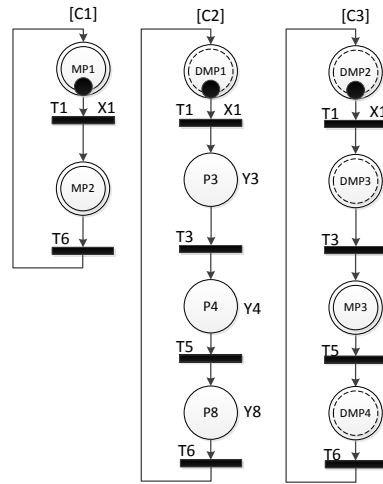 [C1] [C2] [C3]
MP1 DMP1 DMP2
T1 X1 T1 X1 T1 X1
MP2 P3 Y3 DMP3
T6 T3 T3
P4 Y4 MP3
T5 T5
P8 Y8 DMP4
T6 T6